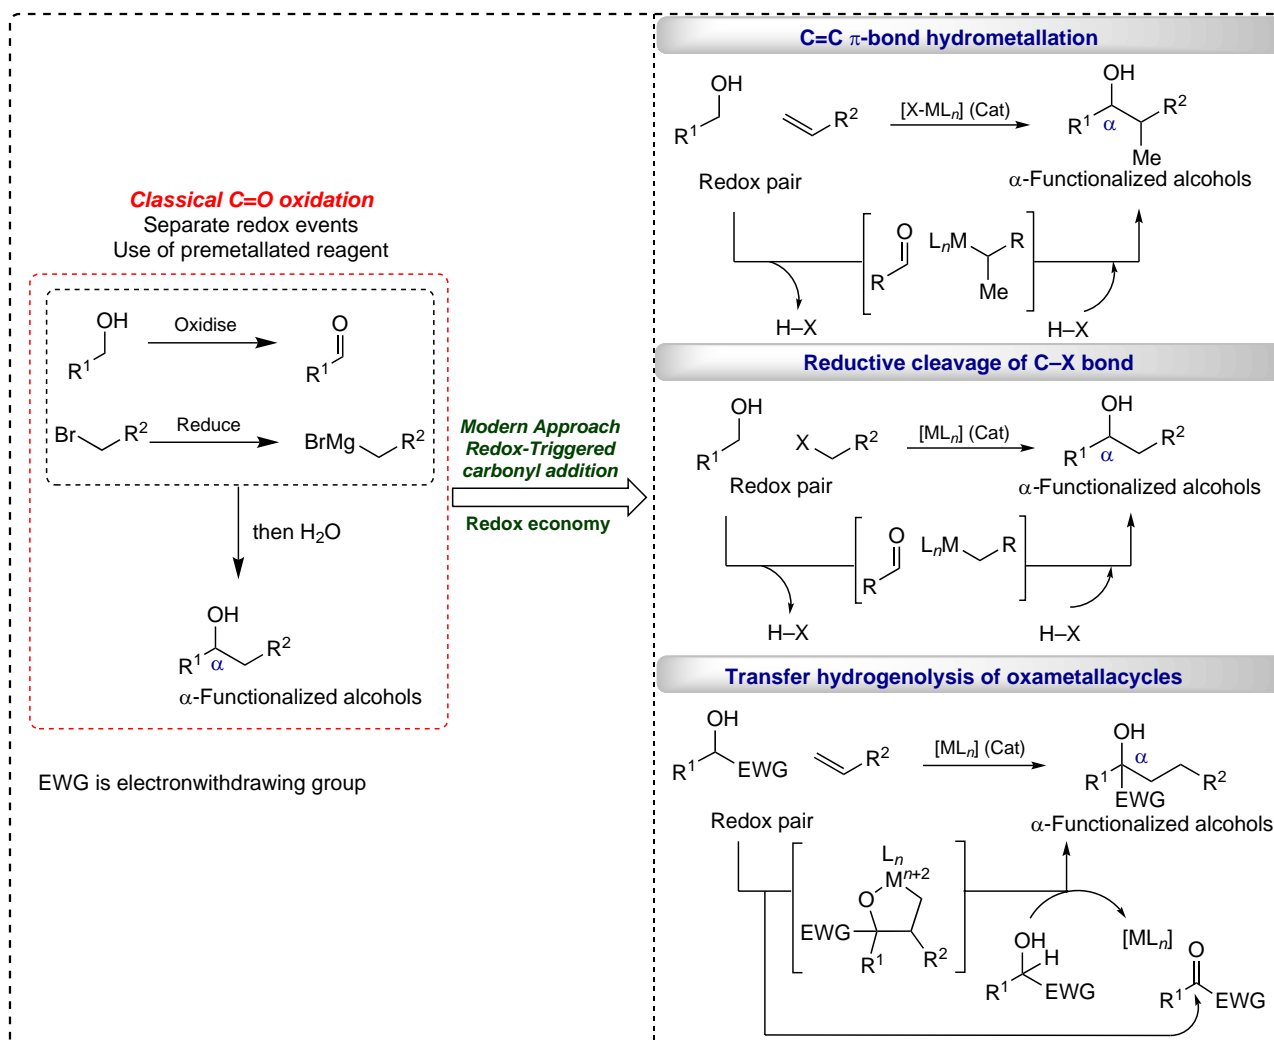 Classical C=O oxidation
Separate redox events
Use of premetallated reagent
OH
R¹
Oxidise
O
R¹
Br
R²
Reduce
BrMg
R²
then H₂O
OH
R¹
α
R²
α-Functionalized alcohols
EWG is electronwithdrawing group
Modern Approach
Redox-Triggered
carbonyl addition
Redox economy
C=C π-bond hydrometallation
OH
R¹
R²
[X-MLₙ] (Cat)
OH
R¹
α
R²
Me
Redox pair
α-Functionalized alcohols
O
R
LₙM
R
Me
H–X
H–X
Reductive cleavage of C–X bond
OH
R¹
X
R²
[MLₙ] (Cat)
OH
R¹
α
R²
Redox pair
α-Functionalized alcohols
O
R
LₙM
R
H–X
H–X
Transfer hydrogenolysis of oxametallacycles
OH
R¹
EWG
R²
[MLₙ] (Cat)
OH
α
R¹
R²
EWG
Redox pair
α-Functionalized alcohols
Lₙ
Mⁿ⁺²
O
EWG
R¹
R²
OH
H
R¹
EWG
[MLₙ]
O
R¹
EWG